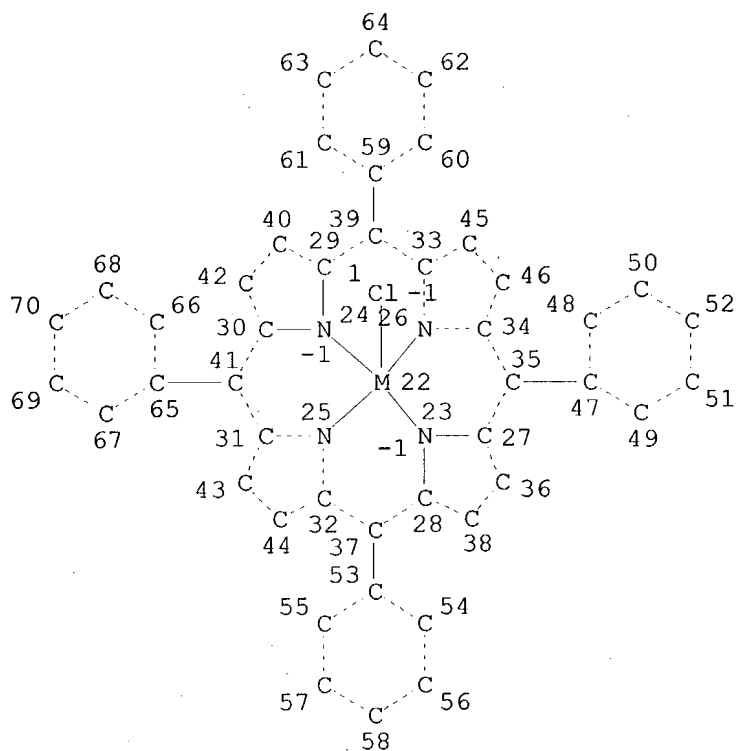 64
C
63 C C 62
C C
61 59 60
C
40 39 45
C 29 C 33 C
68 42 C C 46 50
C C 1 Cl -1 C C
70 66 48 52
C C 30 C N 24 26 N C 34 C C
-1
41 35
C C C M 22 C C C
69 65 47 51
C 67 25 23 C
C 31 C N N C 27 49
-1
43 C C 36
C C
C 32 C 28 C
44 37 38
53
C
55 C C 54
C C
57 56
C
58